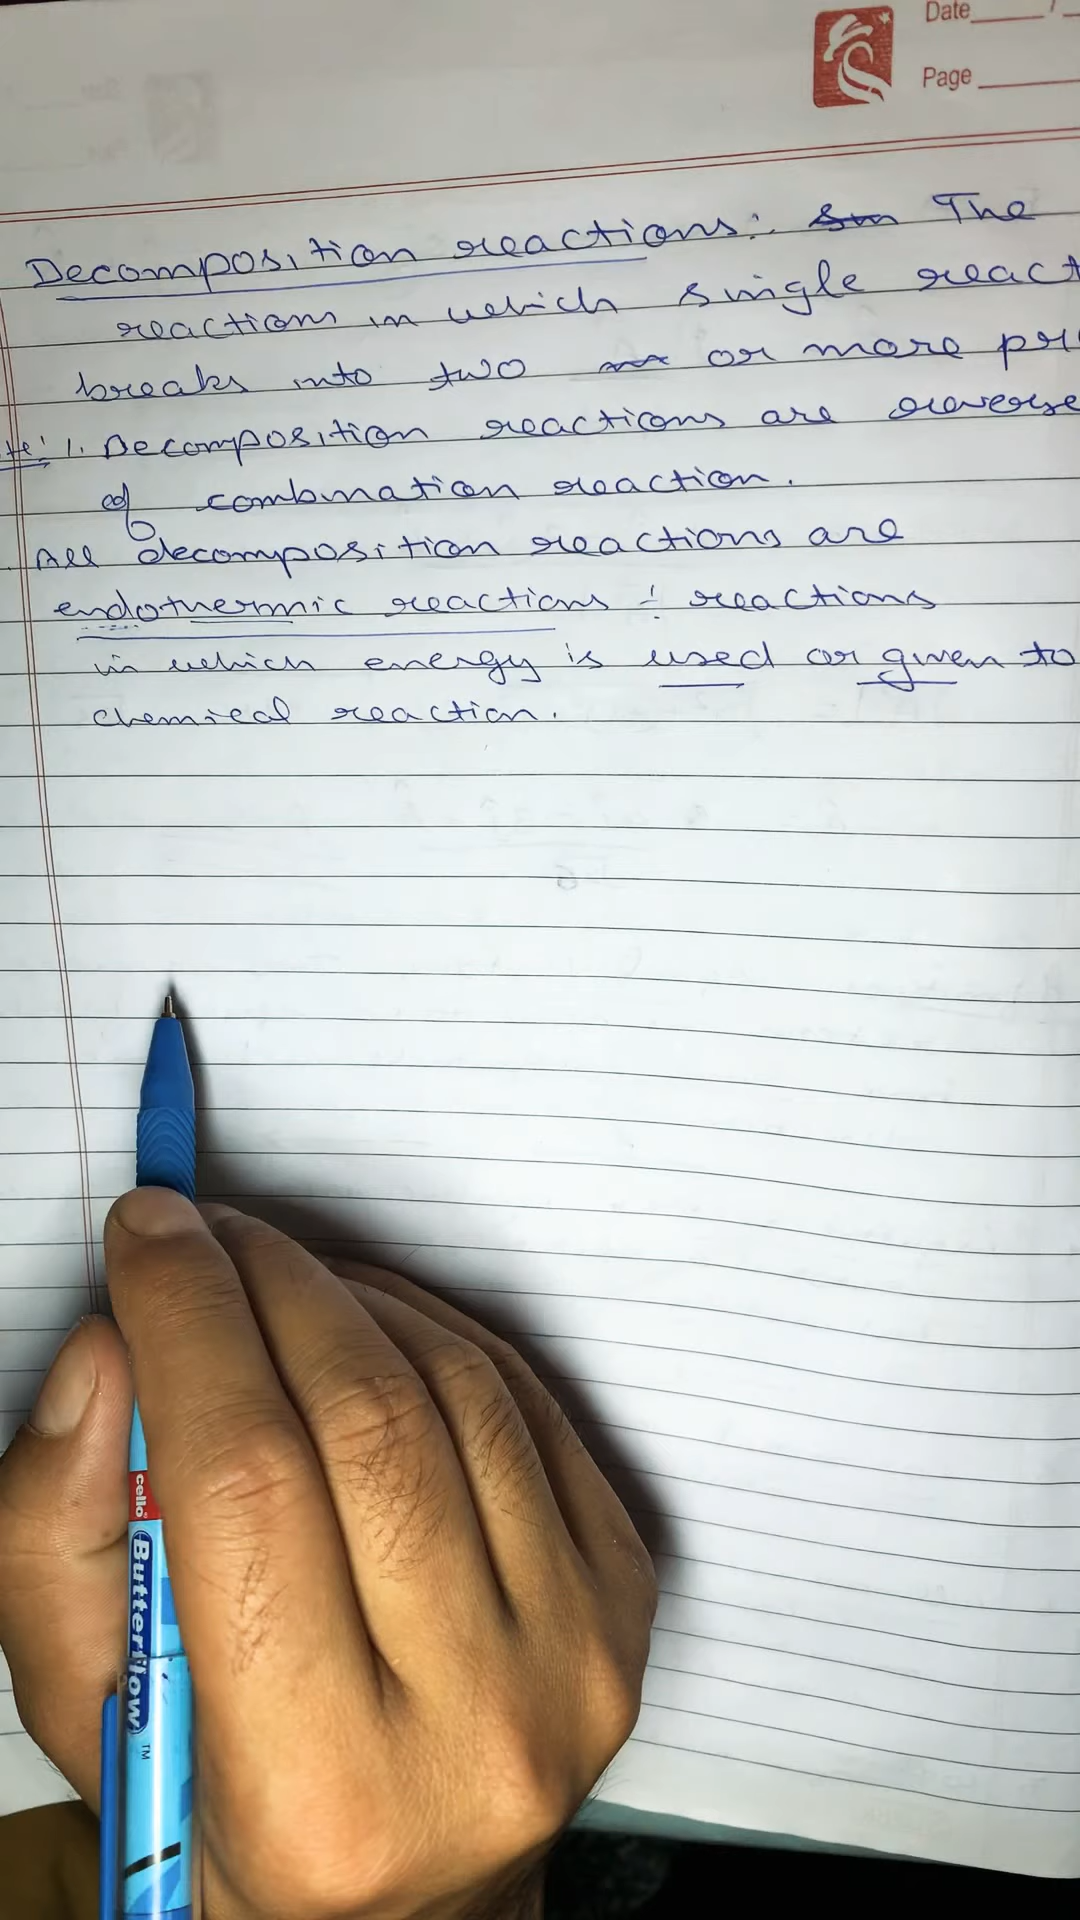 Date
Page
Decomposition reactions:. The
reactions in which single react
breaks into two or more pr
te: 1. Decomposition reactions are reverse
of combination reaction.
. All decomposition reactions are
endothermic reactions ÷ reactions
in which energy is used or given to
chemical reaction.
cello
Butterflow TM